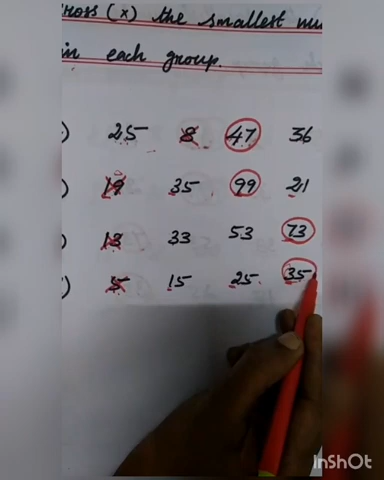 (x) the smallest
in each group.
) 25 8 47 36
) 19 35 99 21
) 13 33 53 73
) 5 15 25 35
InShOt